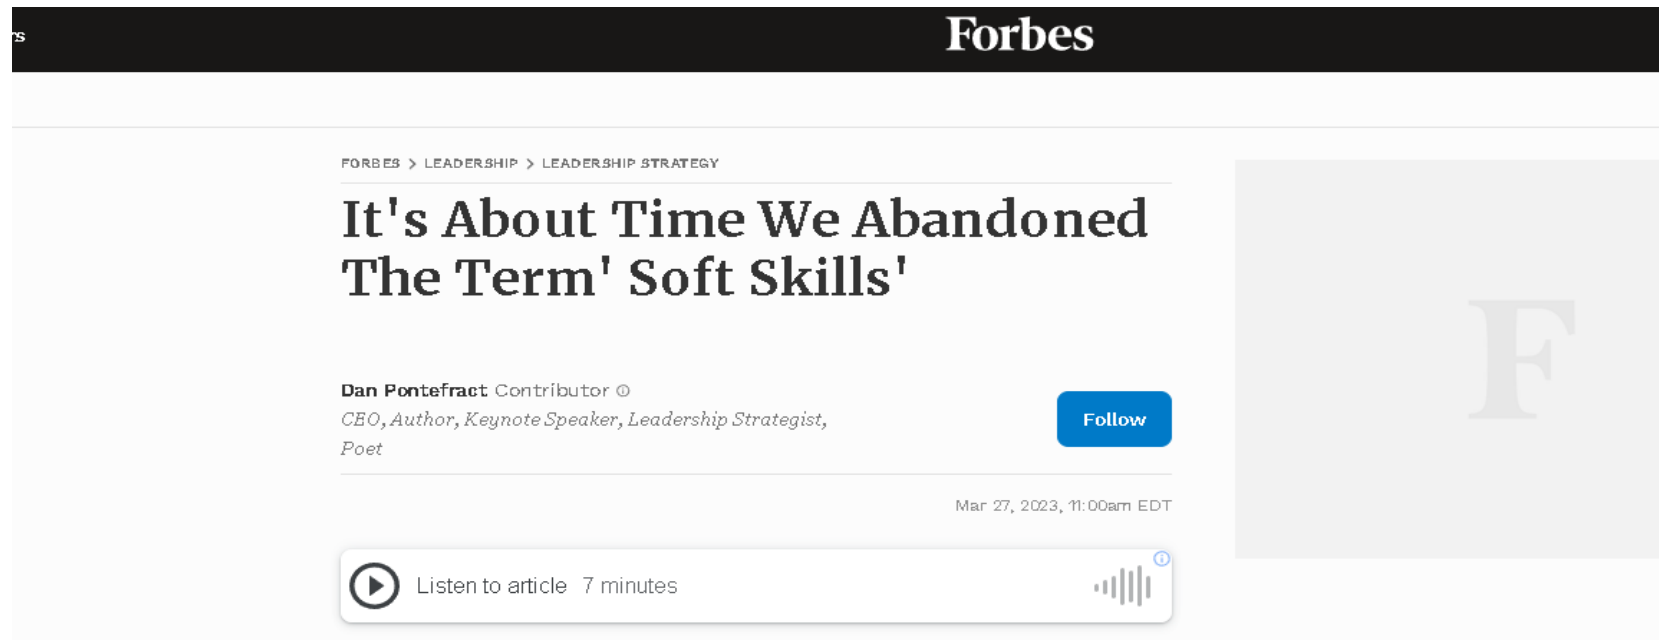 Forbes
FORBES > LEADERSHIP > LEADERSHIP STRATEGY
It's About Time We Abandoned
The Term' Soft Skills'
Dan Pontefract Contributor
CEO, Author, Keynote Speaker, Leadership Strategist,
Poet
Follow
Mar 27, 2023, 11:00am EDT
Listen to article 7 minutes
F